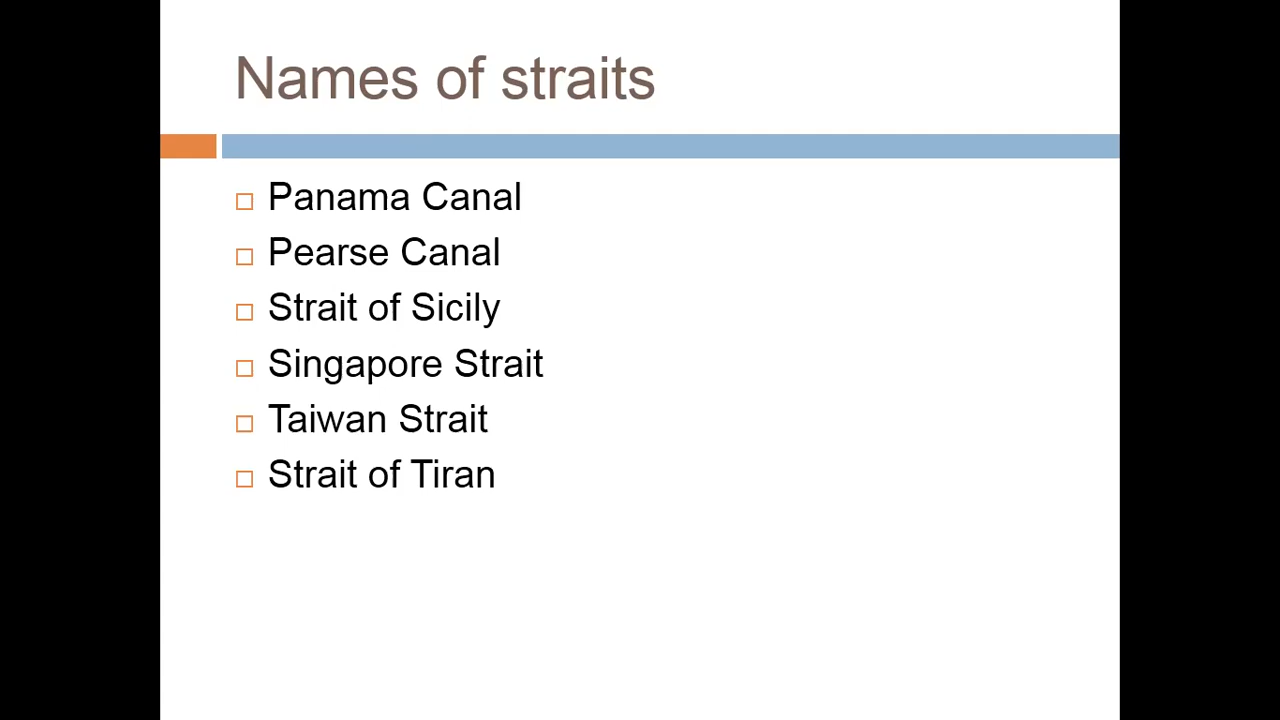 Names of straits
Panama Canal
Pearse Canal
Strait of Sicily
Singapore Strait
Taiwan Strait
Strait of Tiran